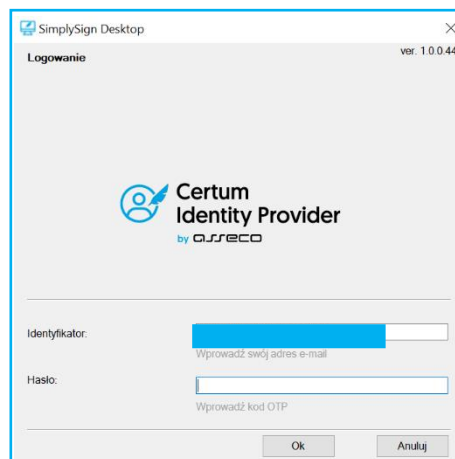 SimplySign Desktop
ver. 1.0.0.44
Logowanie
Certum
Identity Provider
by asseco
Identyfikator:
Wprowadź swój adres e-mail
Hasło:
Wprowadź kod OTP
Ok
Anuluj